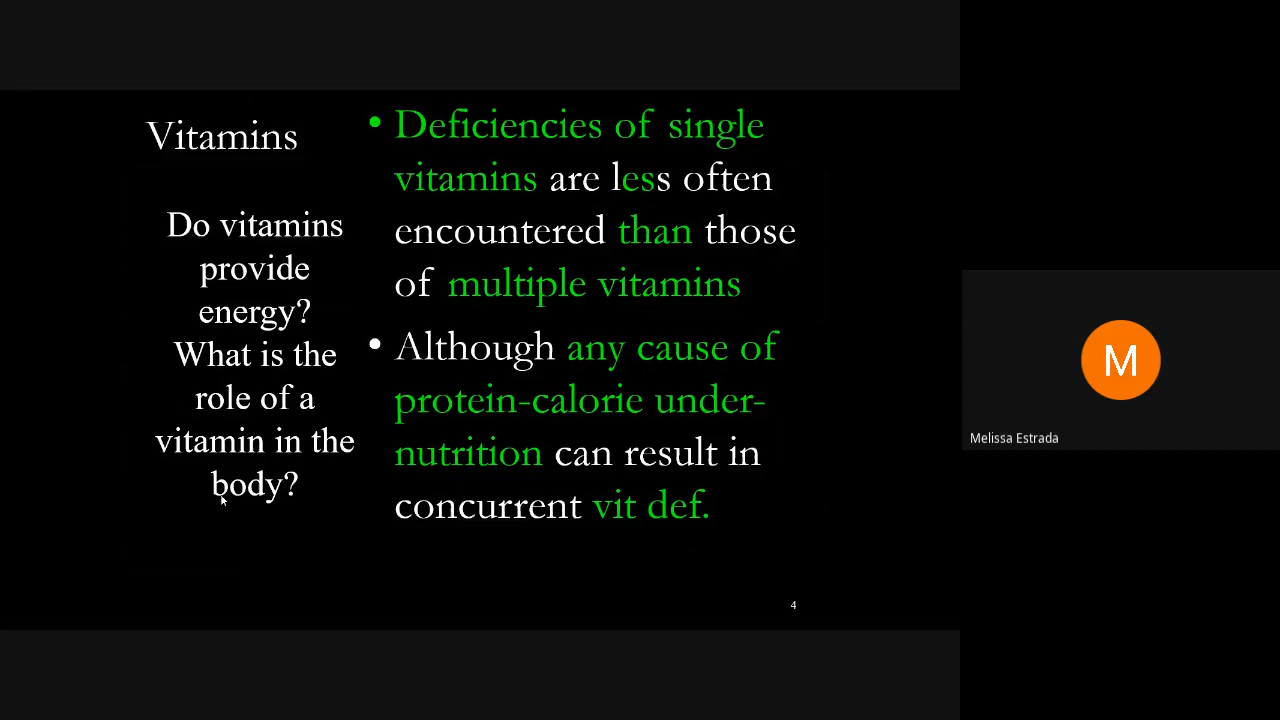 Vitamins
Do vitamins
provide
energy?
What is the
role of a
vitamin in the
body?
• Deficiencies of single
vitamins are less often
encountered than those
of multiple vitamins
• Although any cause of
protein-calorie under-
nutrition can result in
concurrent vit def.
4
M
Melissa Estrada